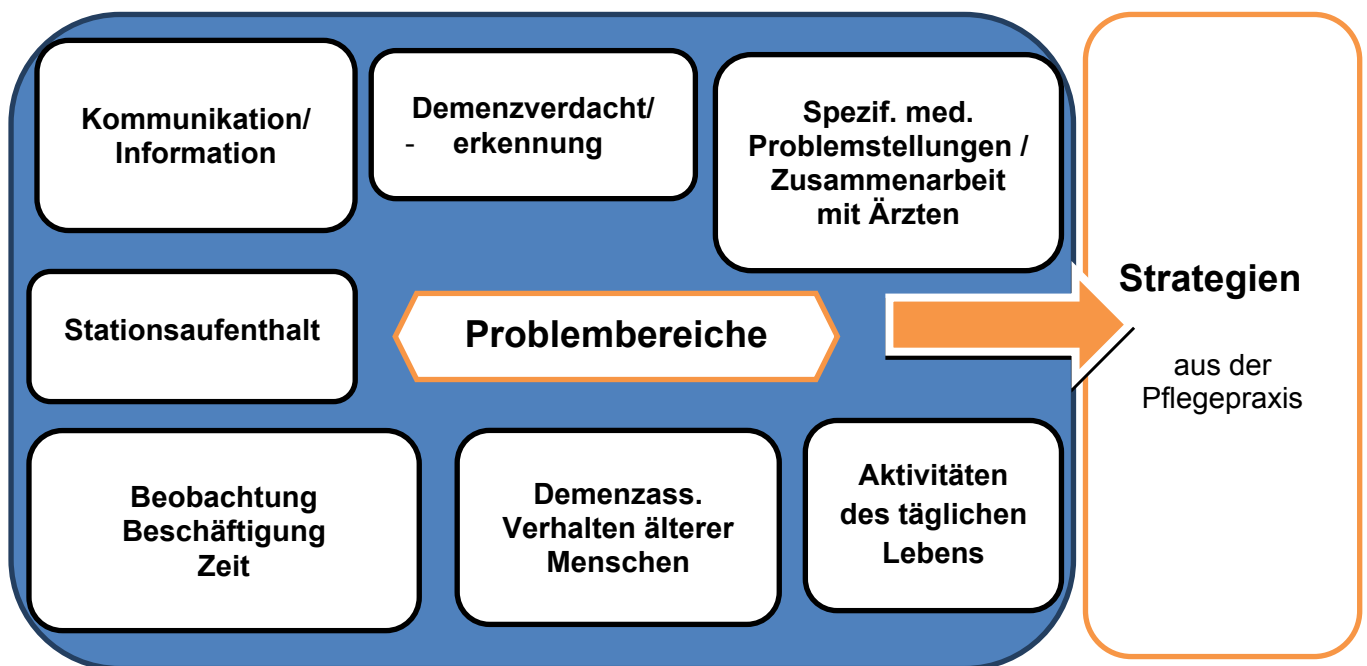 Kommunikation/
Information
Demenzverdacht/
- erkennung
Spezif. med.
Problemstellungen /
Zusammenarbeit
mit Ärzten
Stationsaufenthalt
Problembereiche
Strategien
aus der
Pflegepraxis
Beobachtung
Beschäftigung
Zeit
Demenzass.
Verhalten älterer
Menschen
Aktivitäten
des täglichen
Lebens